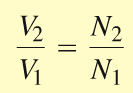 V₂/V₁ = N₂/N₁